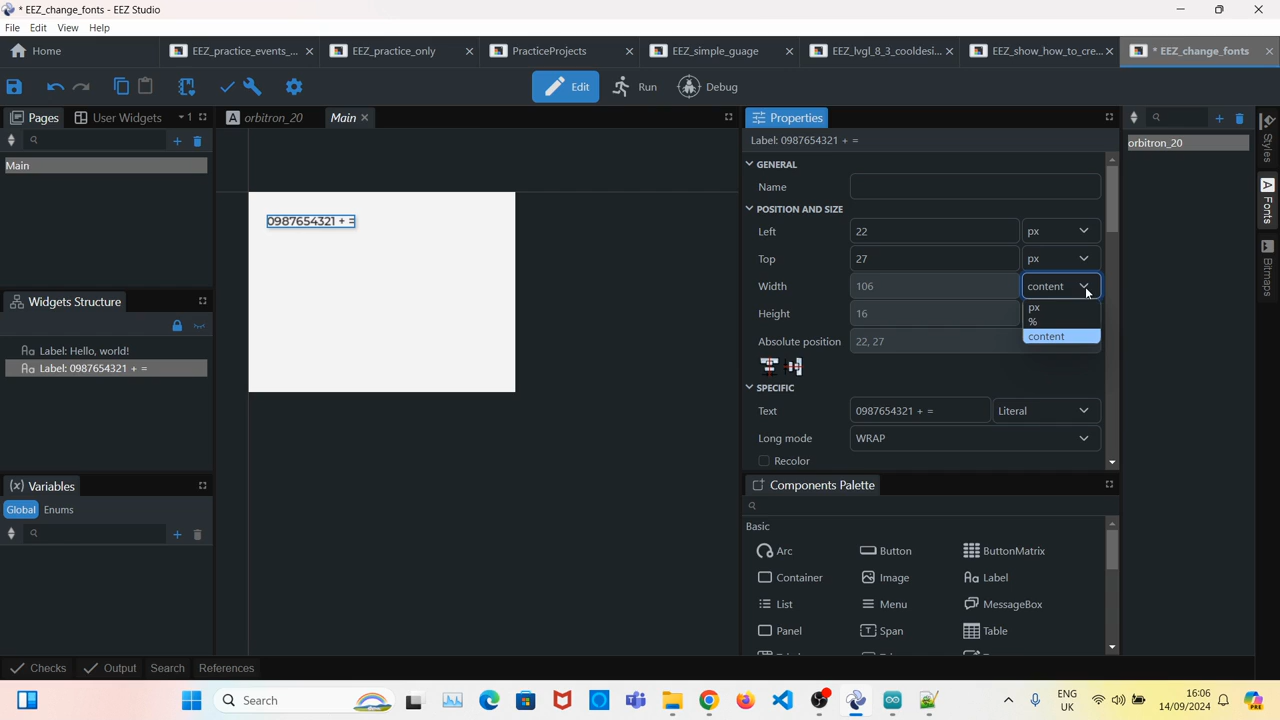 * EEZ_change_fonts - EEZ Studio
File Edit View Help
Home EEZ_practice_events_... EEZ_practice_only PracticeProjects EEZ_simple_guage EEZ_lvgl_8_3_cooldesi... EEZ_show_how_to_cre... * EEZ_change_fonts
Edit Run Debug
Pages User Widgets 1 A orbitron_20 Main Properties
Label: 0987654321 + =
Main orbitron_20
GENERAL
Name
POSITION AND SIZE
Left 22 px
Top 27 px
Width 106 content
px
%
content
Height 16
Absolute position 22, 27
SPECIFIC
Text 0987654321 + = Literal
Long mode WRAP
Recolor
0987654321 + =
Widgets Structure
Label: Hello, world!
Label: 0987654321 + =
Variables
Global Enums
Components Palette
Basic
Arc Button ButtonMatrix
Container Image Label
List Menu MessageBox
Panel Span Table
Styles
Fonts
Bitmaps
Checks Output Search References
Search
ENG
UK
16:06
14/09/2024
PRE